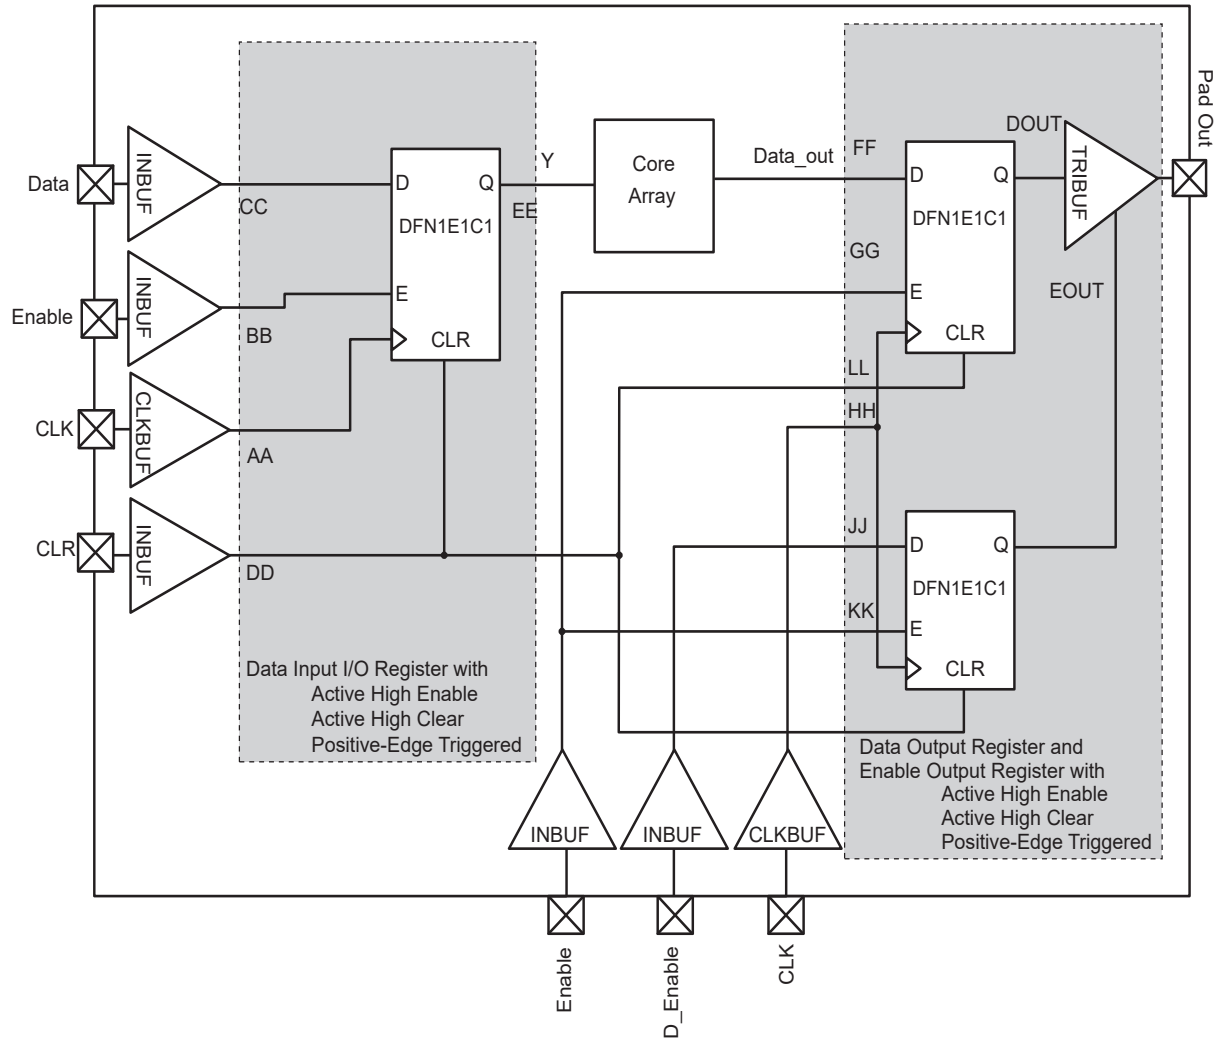 Data
INBUF
CC
Enable
INBUF
BB
CLK
CLKBUF
AA
CLR
INBUF
DD
D
Q
DFN1E1C1
E
CLR
Y
EE
Data Input I/O Register with
Active High Enable
Active High Clear
Positive-Edge Triggered
Core
Array
Data_out
FF
GG
LL
HH
JJ
KK
D
Q
DFN1E1C1
E
CLR
DOUT
TRIBUF
EOUT
Pad Out
D
Q
DFN1E1C1
E
CLR
Data Output Register and
Enable Output Register with
Active High Enable
Active High Clear
Positive-Edge Triggered
INBUF
INBUF
CLKBUF
Enable
D_Enable
CLK